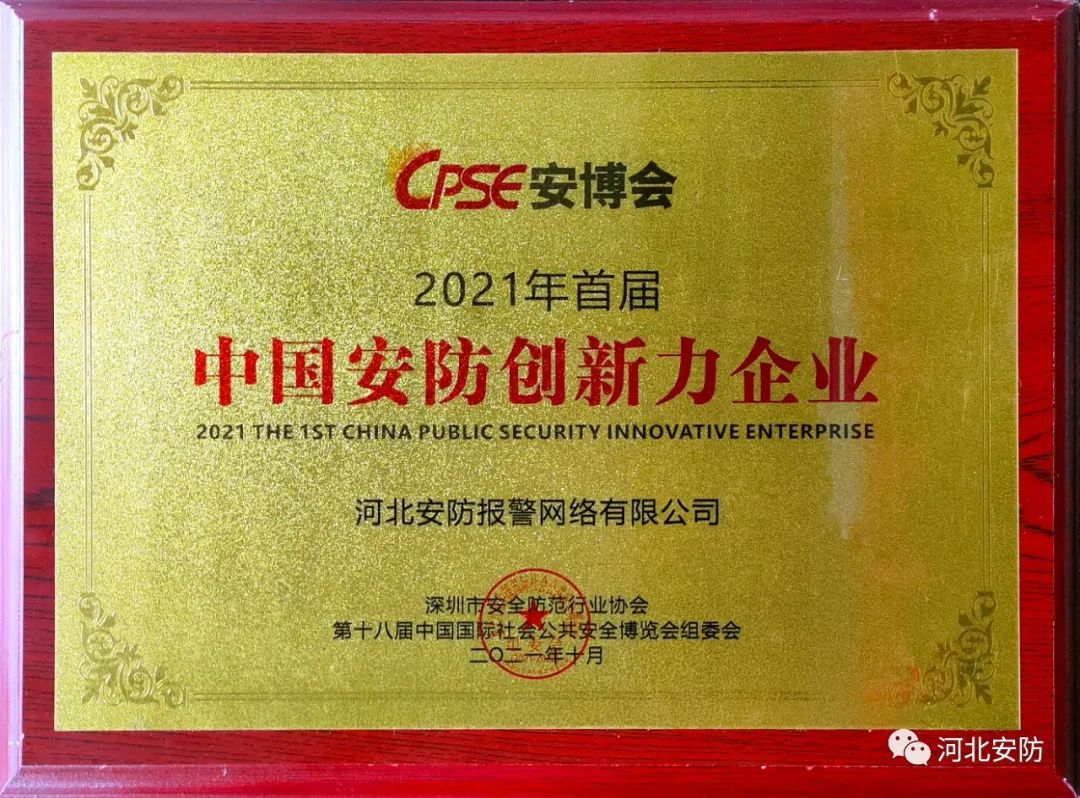 CPSE安博会
2021年首届
中国安防创新力企业
2021 THE 1ST CHINA PUBLIC SECURITY INNOVATIVE ENTERPRISE
河北安防报警网络有限公司
深圳市安全防范行业协会
第十八届中国国际社会公共安全博览会组委会
二〇二一年十月
河北安防